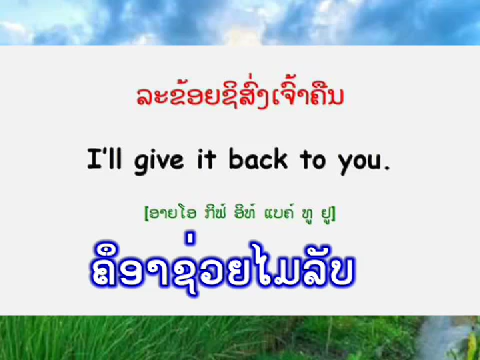 ລະຂ້ອຍຊິສົ່ງເຈົ້າຄືນ
I'll give it back to you.
[ອາຍໂອ ກິຟ໌ ອິທ໌ ແບຄ໌ ທູ ຢູ]
ຄຶອາຊ່ວຍໄມລັບ